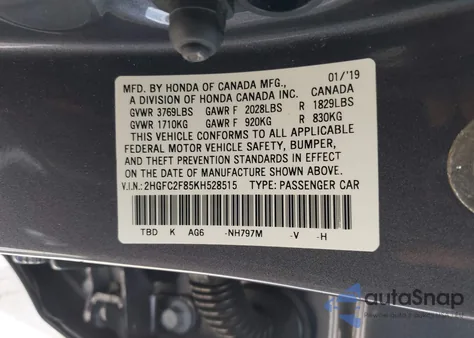 MFD. BY HONDA OF CANADA MFG., 01/'19
A DIVISION OF HONDA CANADA INC. CANADA
GVWR 3769LBS GAWR F 2028LBS R 1829LBS
GVWR 1710KG GAWR F 920KG R 830KG
THIS VEHICLE CONFORMS TO ALL APPLICABLE
FEDERAL MOTOR VEHICLE SAFETY, BUMPER,
AND THEFT PREVENTION STANDARDS IN EFFECT
ON THE DATE OF MANUFACTURE SHOWN ABOVE.
V.I.N.: 2HGFC2F85KH528515 TYPE: PASSENGER CAR
TBD K AG6 -NH797M -V -H
autoSnap